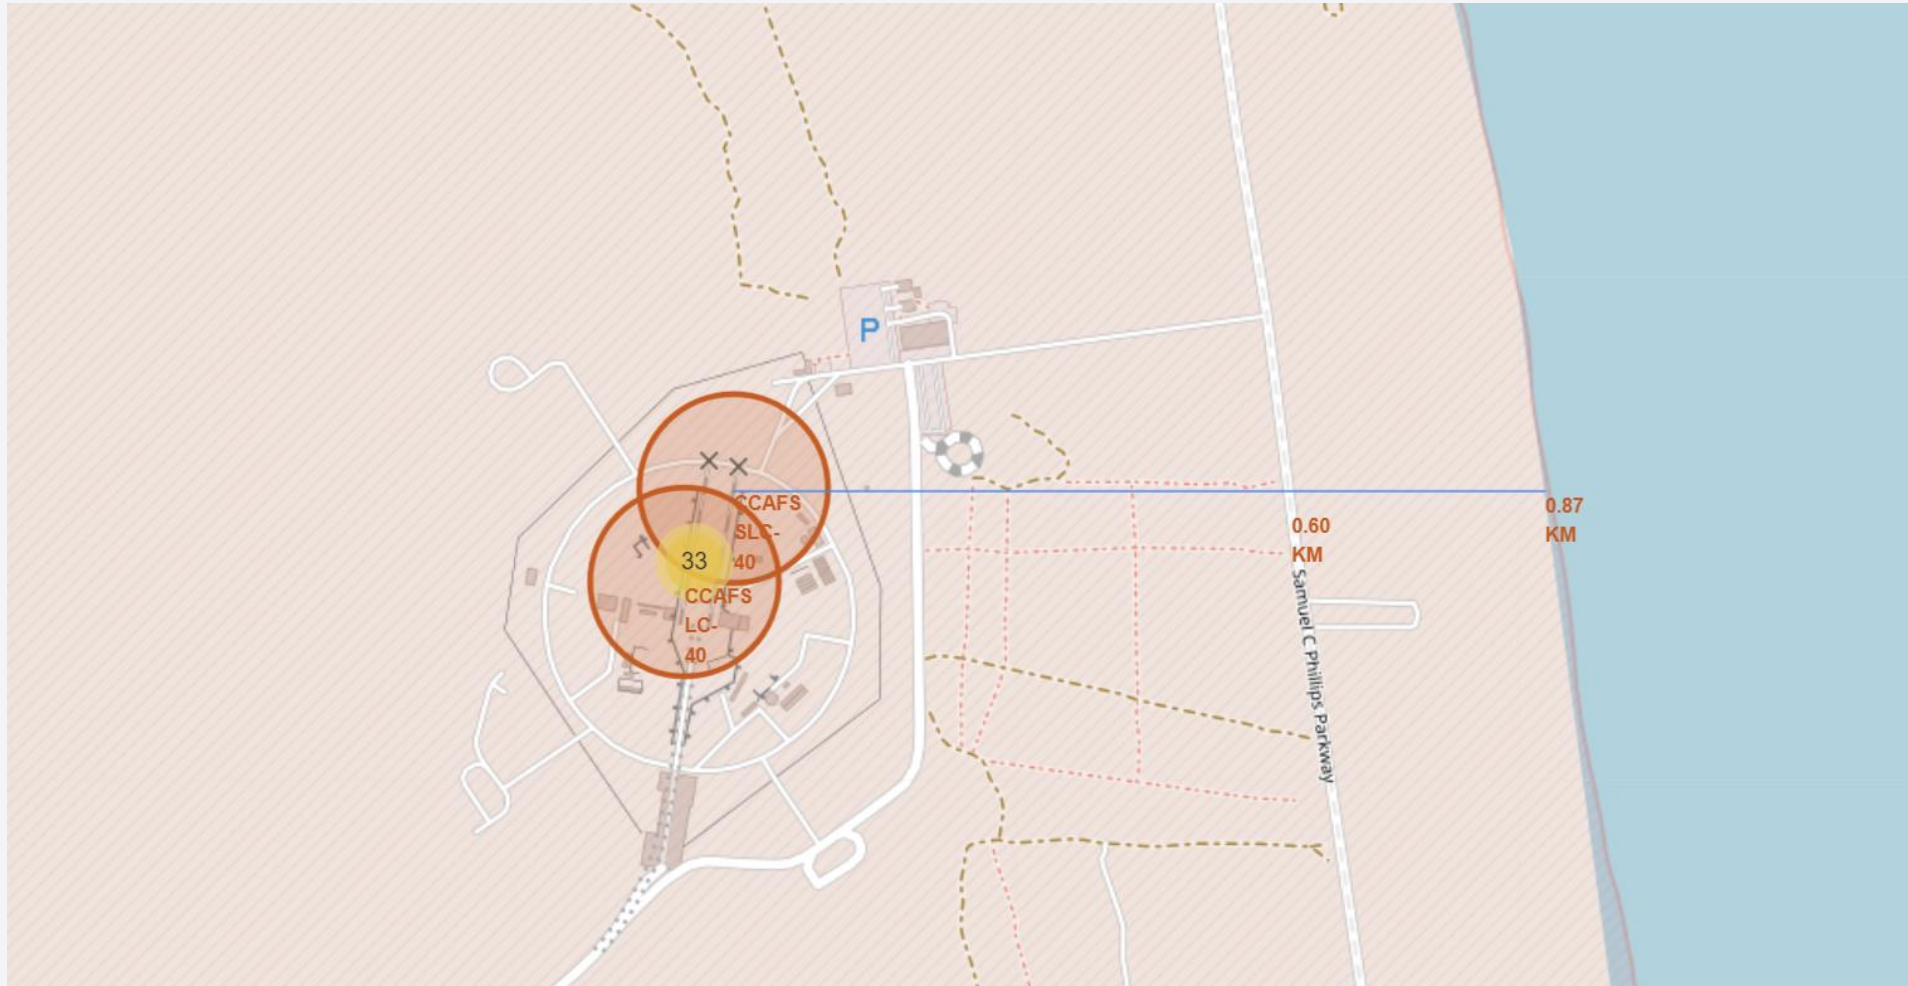 P
CCAFS
SLC-
40
33
CCAFS
LC-
40
0.87
KM
0.60
KM
Samuel C Phillips Parkway